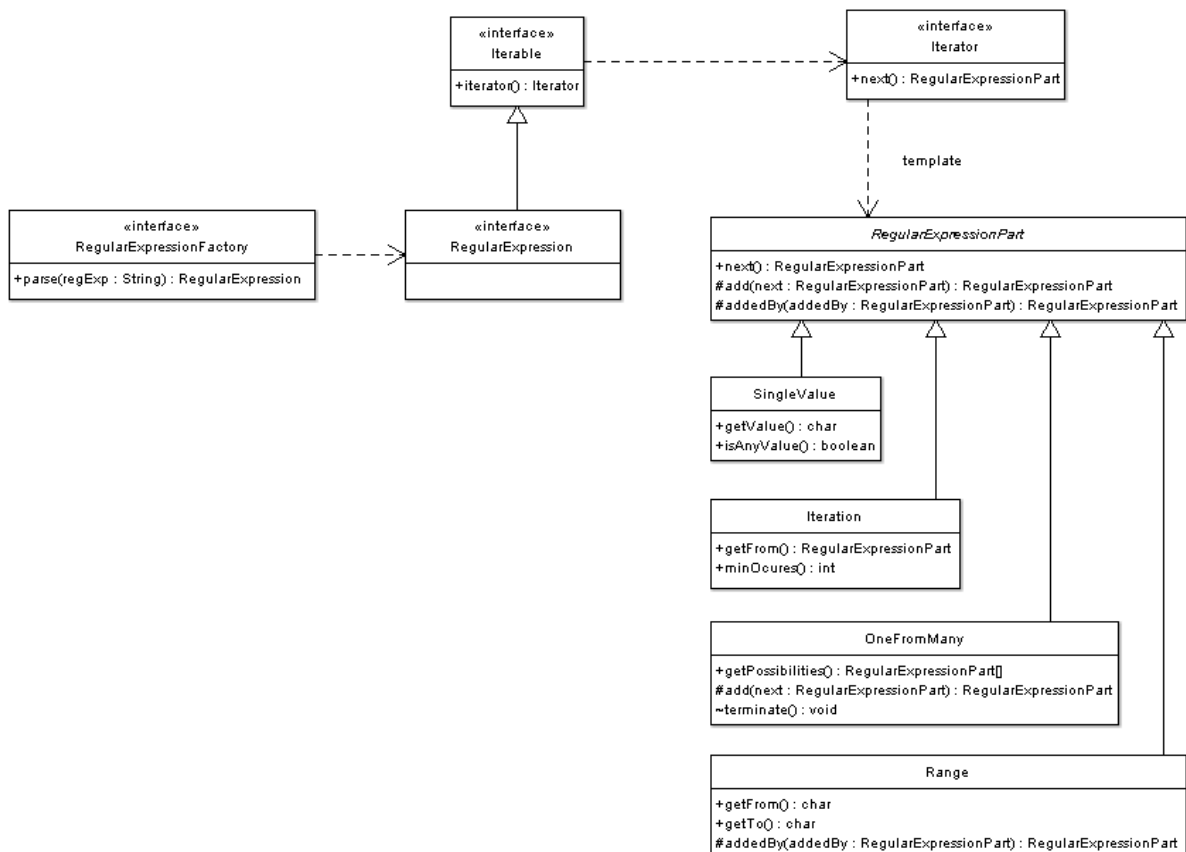 «interface»
Iterable
+iterator() : Iterator
«interface»
Iterator
+next() : RegularExpressionPart
template
«interface»
RegularExpressionFactory
+parse(regExp : String) : RegularExpression
«interface»
RegularExpression
RegularExpressionPart
+next() : RegularExpressionPart
#add(next : RegularExpressionPart) : RegularExpressionPart
#addedBy(addedBy : RegularExpressionPart) : RegularExpressionPart
SingleValue
+getValue() : char
+isAnyValue() : boolean
Iteration
+getFrom() : RegularExpressionPart
+minOcures() : int
OneFromMany
+getPossibilities() : RegularExpressionPart[]
#add(next : RegularExpressionPart) : RegularExpressionPart
~terminate() : void
Range
+getFrom() : char
+getTo() : char
#addedBy(addedBy : RegularExpressionPart) : RegularExpressionPart